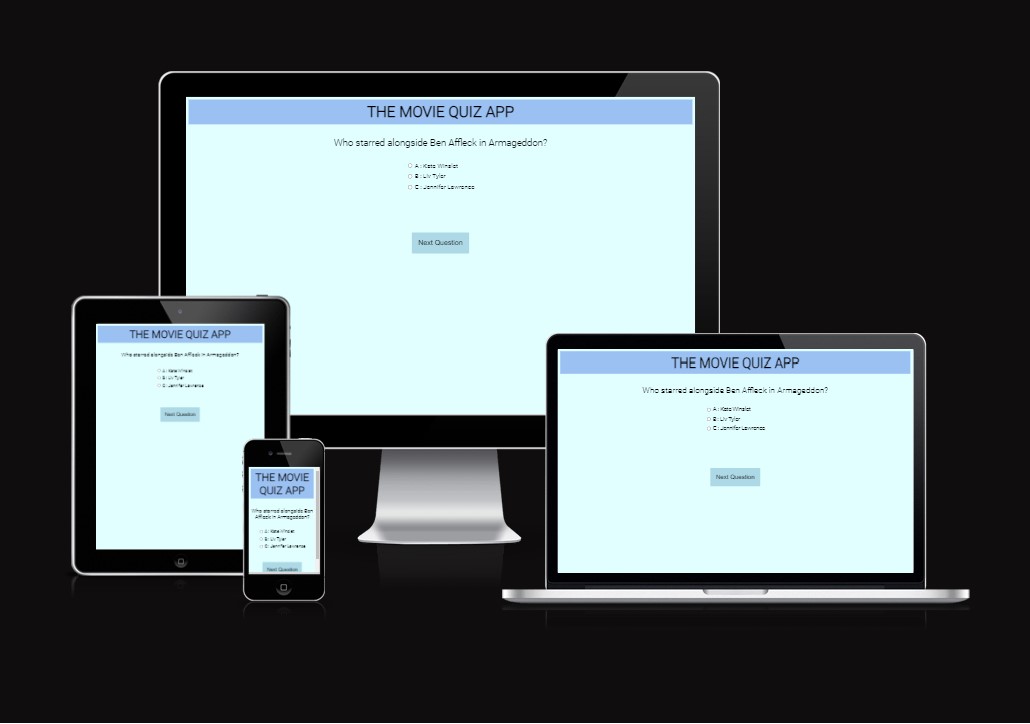 THE MOVIE QUIZ APP
Who starred alongside Ben Affleck in Armageddon?
A : Kate Winslet
B : Liv Tyler
C : Jennifer Lawrence
Next Question
THE MOVIE QUIZ APP
Who starred alongside Ben Affleck in Armageddon?
A : Kate Winslet
B : Liv Tyler
C : Jennifer Lawrence
Next Question
THE MOVIE
QUIZ APP
Who starred alongside Ben
Affleck in Armageddon?
A : Kate Winslet
B : Liv Tyler
C : Jennifer Lawrence
Next Question
THE MOVIE QUIZ APP
Who starred alongside Ben Affleck in Armageddon?
A : Kate Winslet
B : Liv Tyler
C : Jennifer Lawrence
Next Question